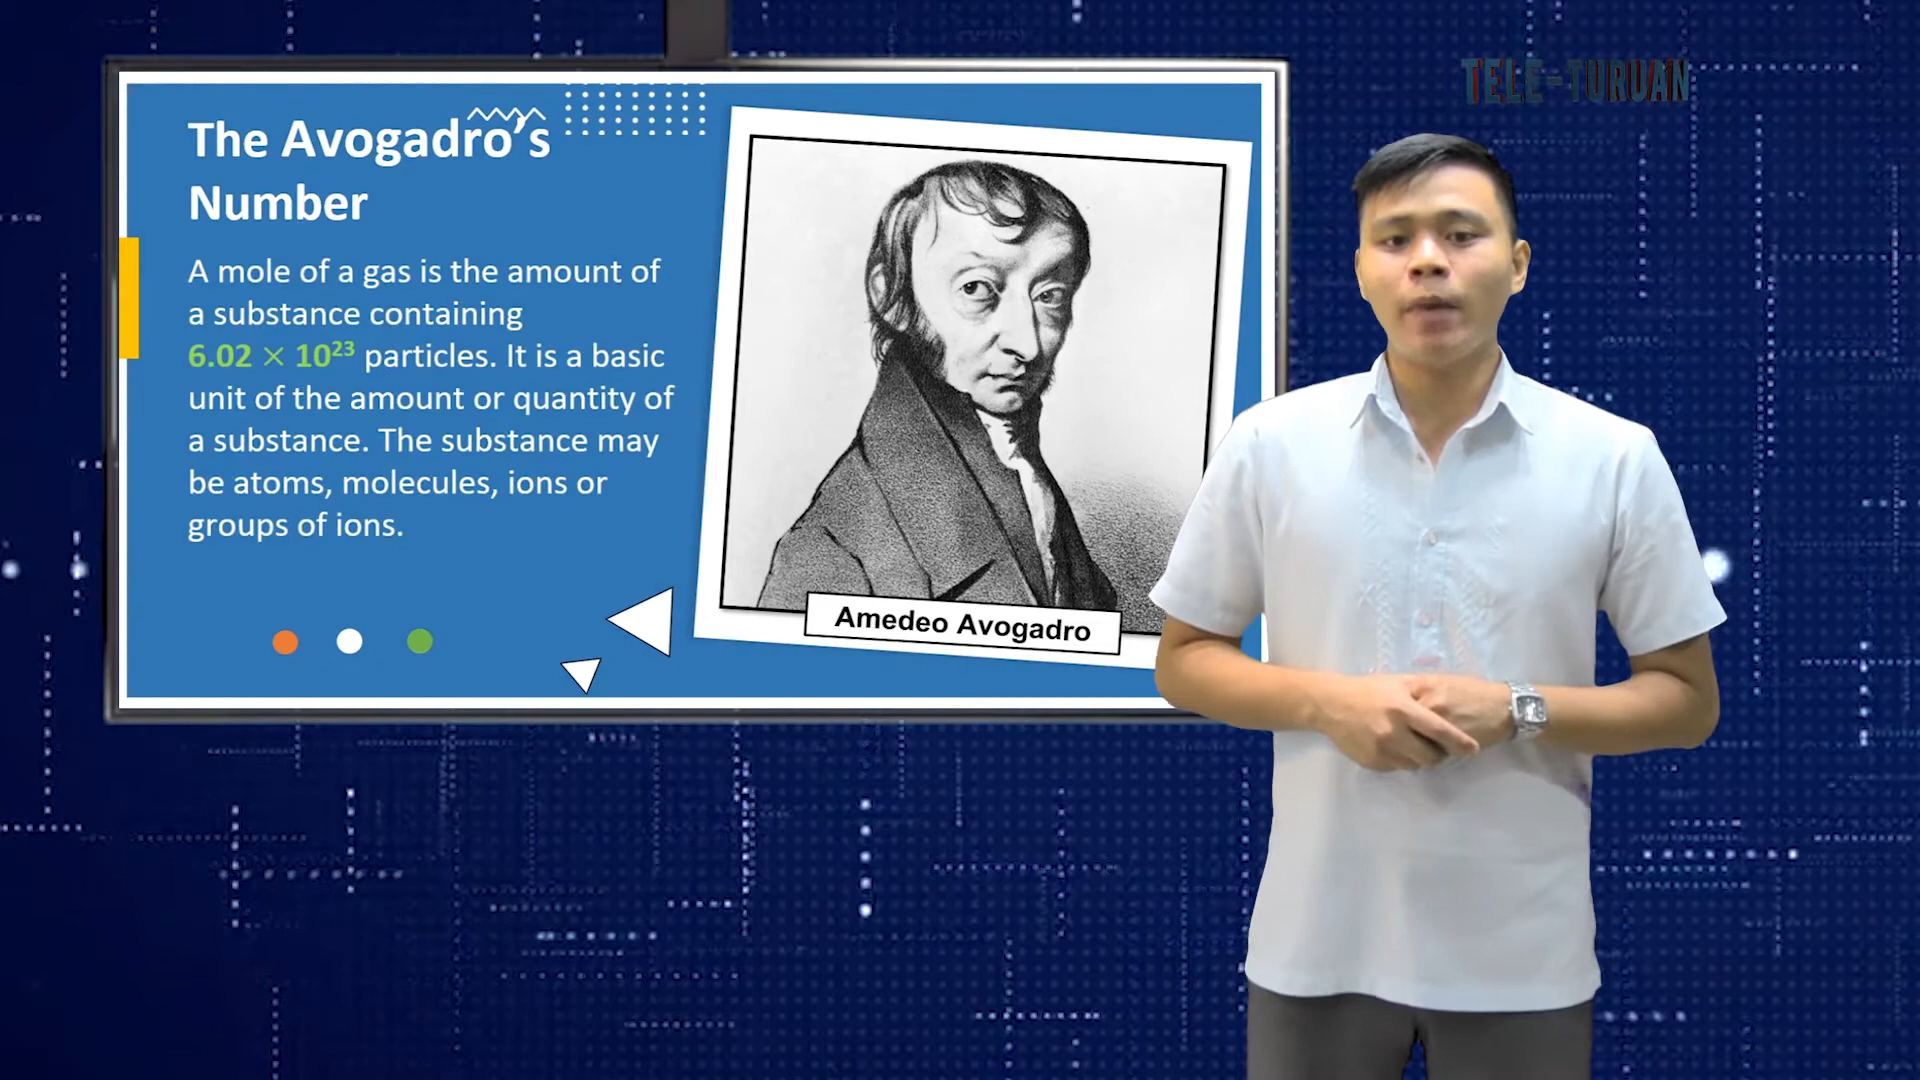 TELE-TURUAN
The Avogadro’s
Number
A mole of a gas is the amount of
a substance containing
6.02 × 10²³ particles. It is a basic
unit of the amount or quantity of
a substance. The substance may
be atoms, molecules, ions or
groups of ions.
Amedeo Avogadro